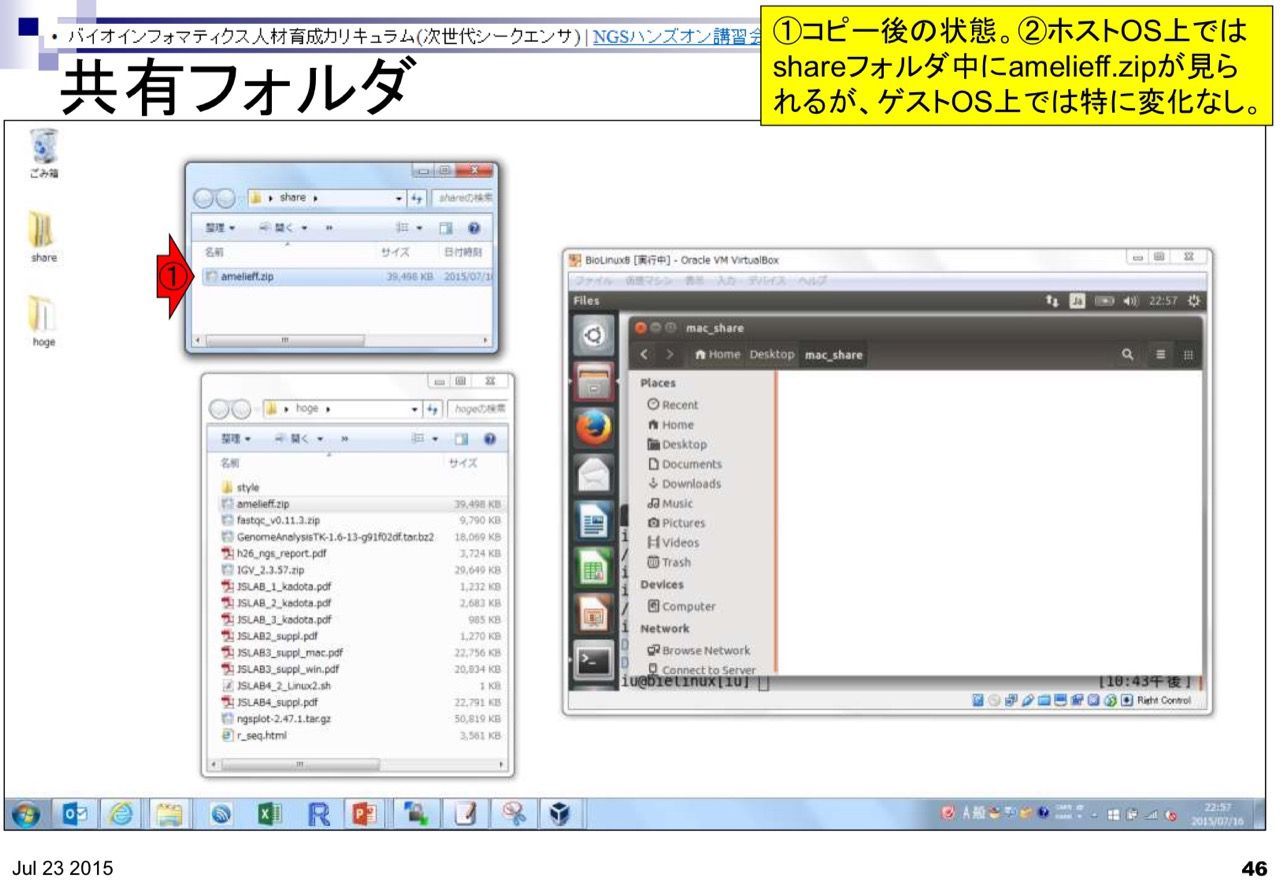 ・バイオインフォマティクス人材育成カリキュラム(次世代シークエンサ) | NGSハンズオン講習会
①コピー後の状態。②ホストOS上では
shareフォルダ中にamelieff.zipが見ら
れるが、ゲストOS上では特に変化なし。
共有フォルダ
ごみ箱
share
hoge
share
shareの検索
整理 開く »
名前 サイズ 日付時刻
①
amelieff.zip 39,498 KB 2015/07/1
hoge
hogeの検索
整理 開く »
名前 サイズ
style
amelieff.zip 39,498 KB
fastqc_v0.11.3.zip 9,790 KB
GenomeAnalysisTK-1.6-13-g91f02df.tar.bz2 18,069 KB
h26_ngs_report.pdf 3,724 KB
IGV_2.3.57.zip 29,649 KB
JSLAB_1_kadota.pdf 1,232 KB
JSLAB_2_kadota.pdf 2,683 KB
JSLAB_3_kadota.pdf 985 KB
JSLAB2_suppl.pdf 1,270 KB
JSLAB3_suppl_mac.pdf 22,756 KB
JSLAB3_suppl_win.pdf 20,834 KB
JSLAB4_2_Linux2.sh 1 KB
JSLAB4_suppl.pdf 22,791 KB
ngsplot-2.47.1.tar.gz 50,819 KB
r_seq.html 3,561 KB
BioLinux8 [実行中] - Oracle VM VirtualBox
ファイル 仮想マシン 表示 入力 デバイス ヘルプ
Files Ja 22:57
mac_share
Home Desktop mac_share
Places
Recent
Home
Desktop
Documents
Downloads
Music
Pictures
Videos
Trash
Devices
Computer
Network
Browse Network
Connect to Server
iu@bielinux[iu] [10:43午後]
Right Control
22:57
2015/07/16
Jul 23 2015
46